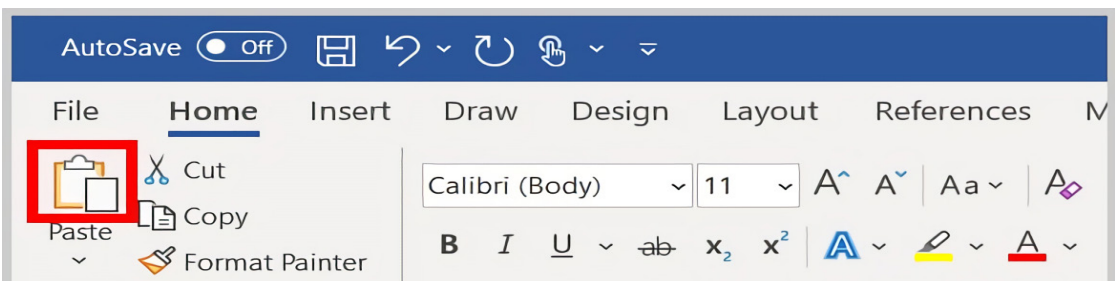 AutoSave Off
File Home Insert Draw Design Layout References M
Cut
Calibri (Body) 11 A A Aa A
Copy
Paste
B I U ab x₂ x² A A
Format Painter